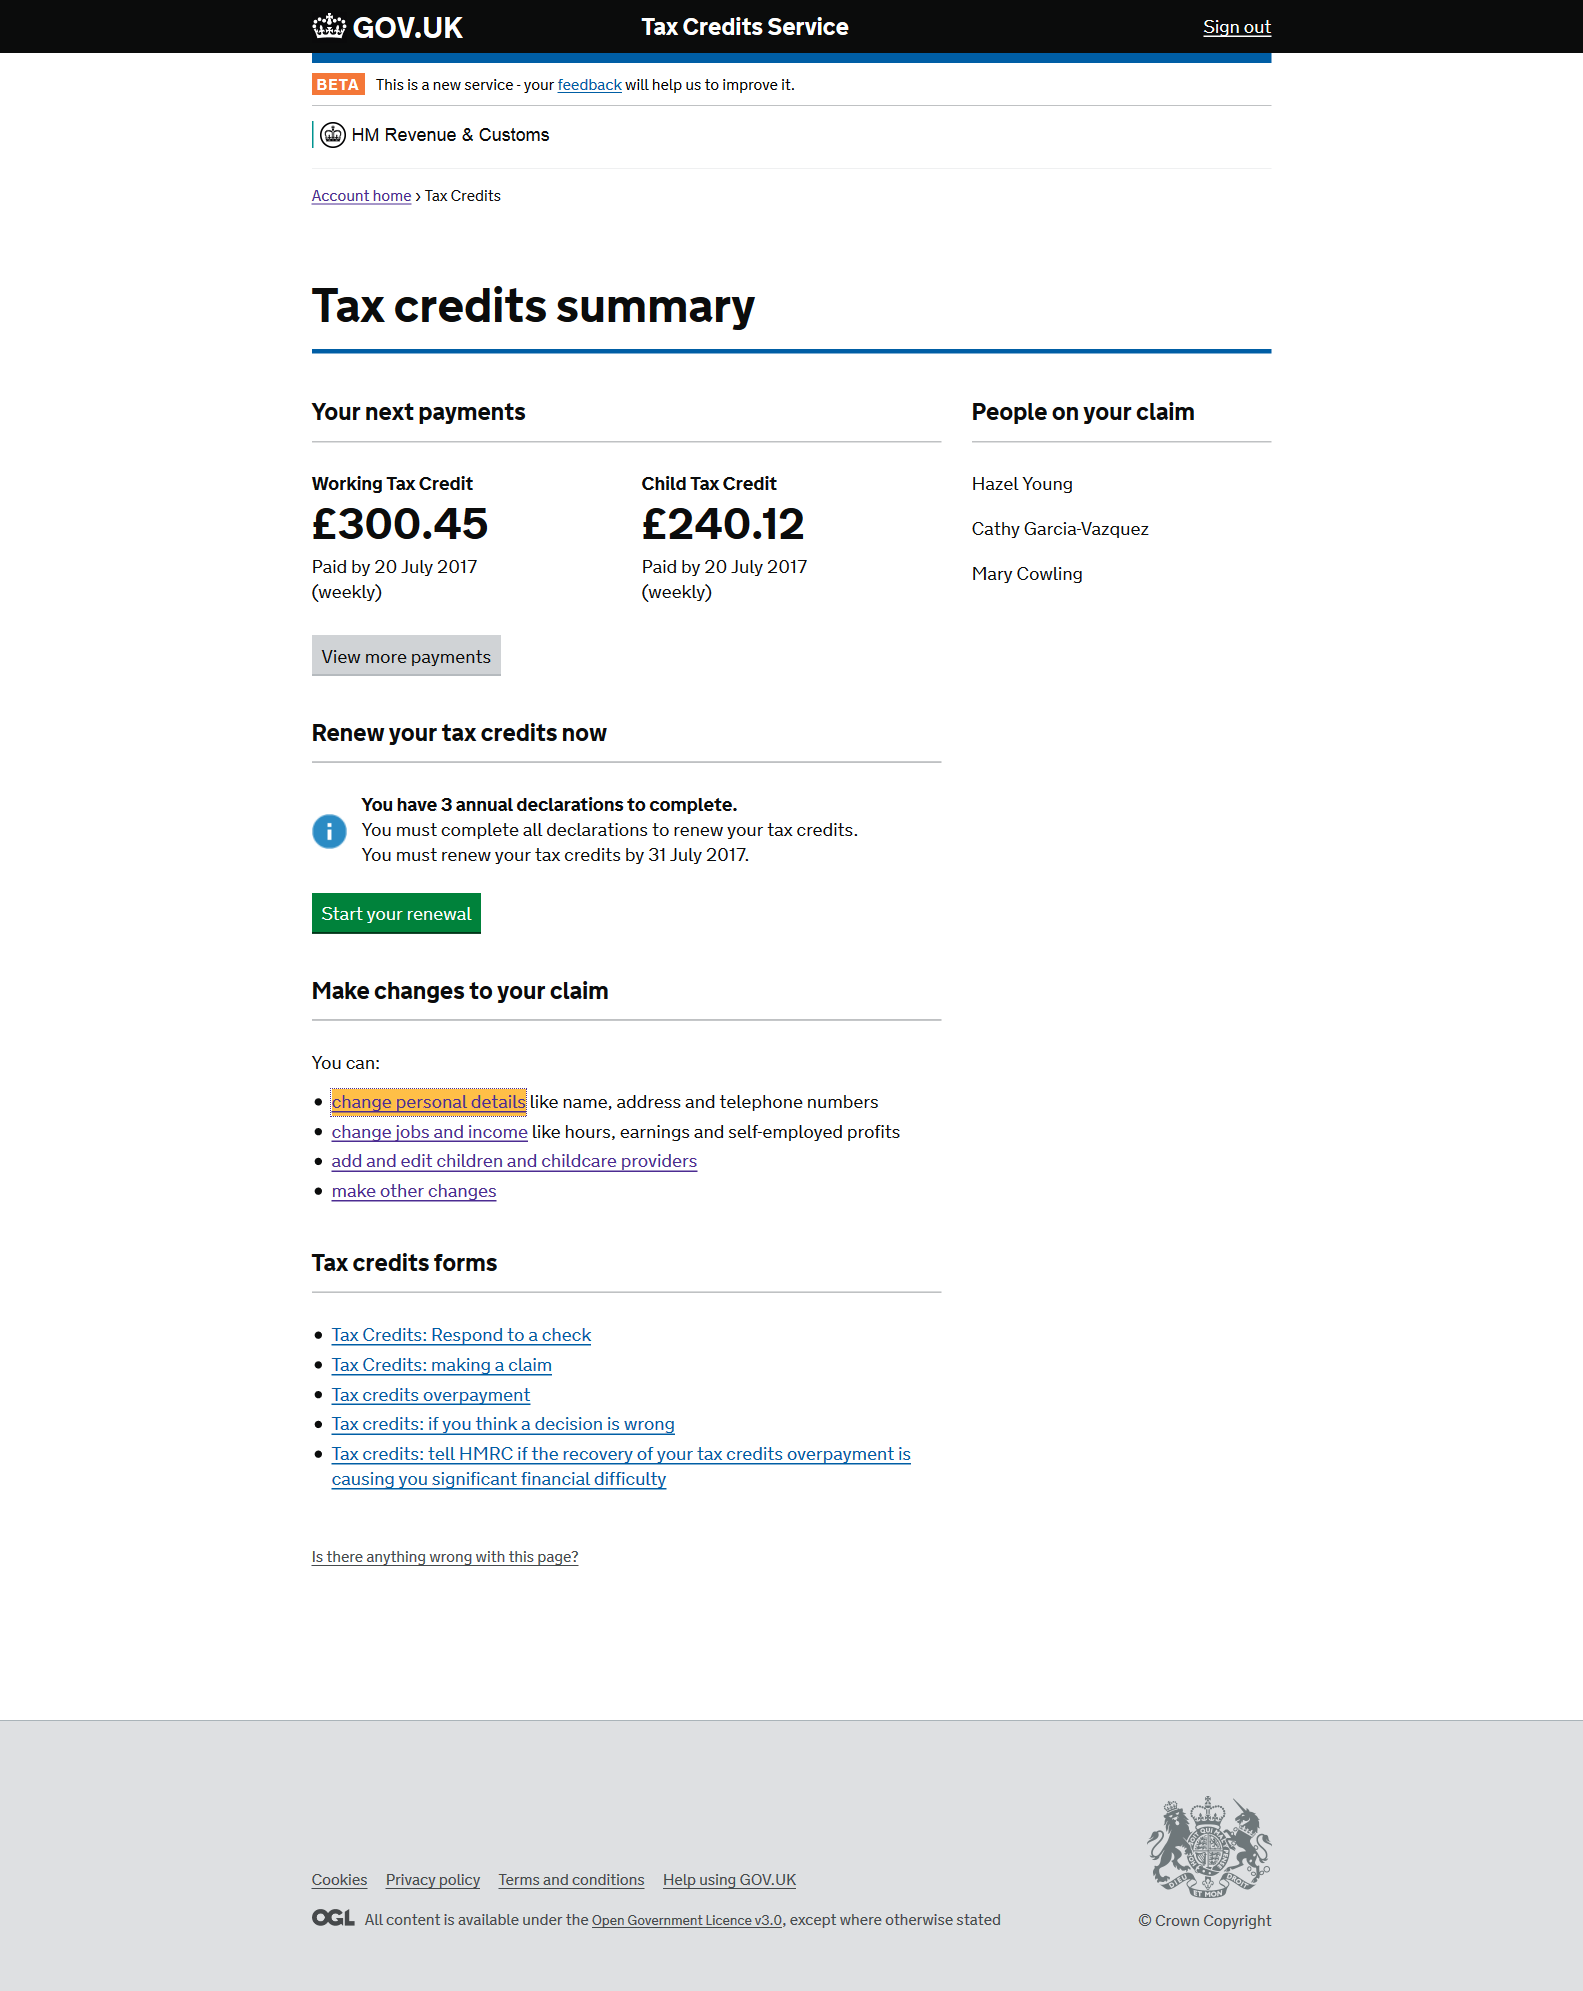 GOV.UK Tax Credits Service Sign out
BETA This is a new service - your feedback will help us to improve it.
HM Revenue & Customs
Account home › Tax Credits
Tax credits summary
Your next payments
Working Tax Credit
£300.45
Paid by 20 July 2017
(weekly)
Child Tax Credit
£240.12
Paid by 20 July 2017
(weekly)
View more payments
People on your claim
Hazel Young
Cathy Garcia-Vazquez
Mary Cowling
Renew your tax credits now
You have 3 annual declarations to complete.
You must complete all declarations to renew your tax credits.
You must renew your tax credits by 31 July 2017.
Start your renewal
Make changes to your claim
You can:
• change personal details like name, address and telephone numbers
• change jobs and income like hours, earnings and self-employed profits
• add and edit children and childcare providers
• make other changes
Tax credits forms
• Tax Credits: Respond to a check
• Tax Credits: making a claim
• Tax credits overpayment
• Tax credits: if you think a decision is wrong
• Tax credits: tell HMRC if the recovery of your tax credits overpayment is
causing you significant financial difficulty
Is there anything wrong with this page?
Cookies Privacy policy Terms and conditions Help using GOV.UK
OGL All content is available under the Open Government Licence v3.0, except where otherwise stated
DIEU ET MON DROIT
© Crown Copyright